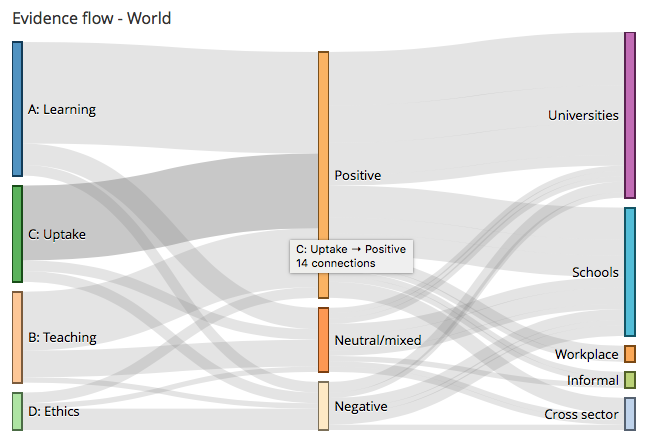 Evidence flow - World
A: Learning
Universities
Positive
C: Uptake
C: Uptake → Positive
14 connections
Schools
B: Teaching
Neutral/mixed
Workplace
Informal
D: Ethics
Negative
Cross sector